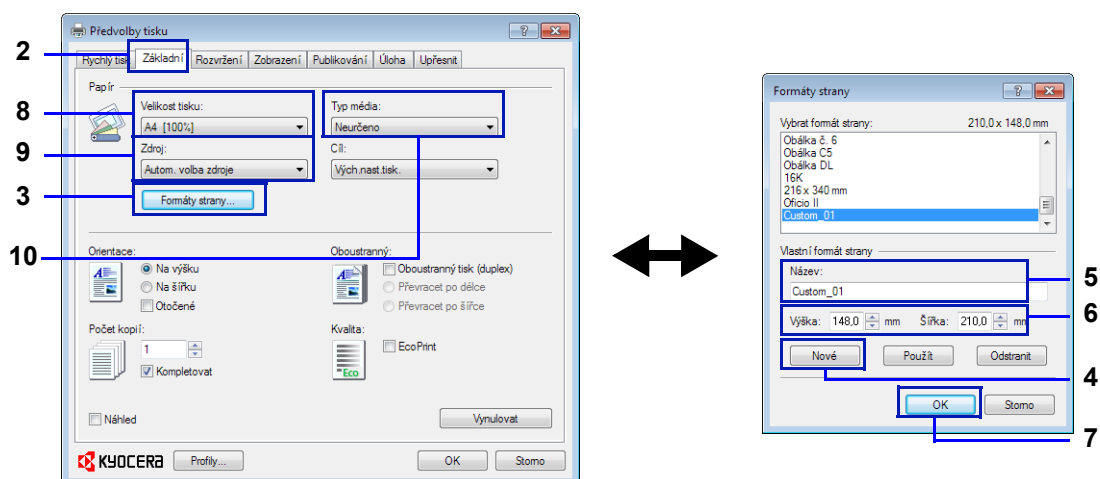 Předvolby tisku
2
Rychlý tisk Základní Rozvržení Zobrazení Publikování Úloha Upřesnit
Papír
8
Velikost tisku:
A4 [100%]
Typ média:
Neurčeno
9
Zdroj:
Autom. volba zdroje
Cíl:
Vých.nast.tisk.
3
Formáty strany...
10
Orientace:
Na výšku
Na šířku
Otočené
Oboustranný:
Oboustranný tisk (duplex)
Převracet po délce
Převracet po šířce
Počet kopií:
1
Kompletovat
Kvalita:
EcoPrint
Eco
Náhled
Vynulovat
KYOCERA
Profily...
OK
Storno
Formáty strany
Vybrat formát strany:
210,0 x 148,0 mm
Obálka č. 6
Obálka C5
Obálka DL
16K
216 x 340 mm
Oficio II
Custom_01
Vlastní formát strany
Název:
Custom_01
5
Výška: 148,0 mm Šířka: 210,0 mm
6
Nové
Použít
Odstranit
4
OK
Storno
7